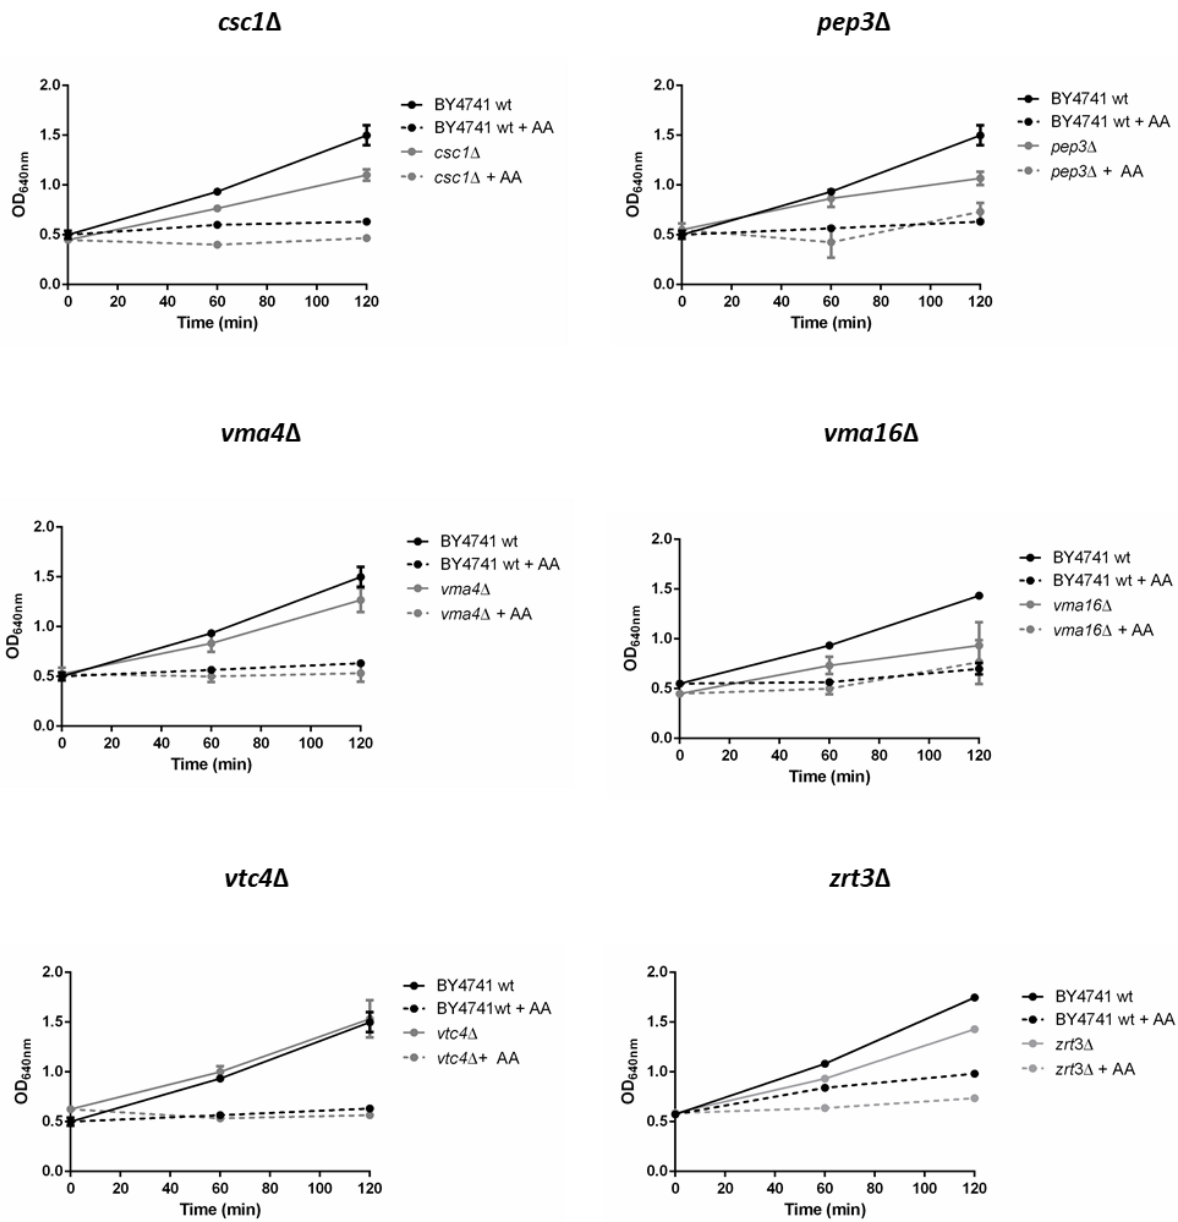 csc1Δ
2.0
1.5
1.0
0.5
0.0
OD640nm
0 20 40 60 80 100 120
Time (min)
BY4741 wt
BY4741 wt + AA
csc1Δ
csc1Δ + AA
pep3Δ
2.0
1.5
1.0
0.5
0.0
OD640nm
0 20 40 60 80 100 120
Time (min)
BY4741 wt
BY4741 wt + AA
pep3Δ
pep3Δ + AA
vma4Δ
2.0
1.5
1.0
0.5
0.0
OD640nm
0 20 40 60 80 100 120
Time (min)
BY4741 wt
BY4741 wt + AA
vma4Δ
vma4Δ + AA
vma16Δ
2.0
1.5
1.0
0.5
0.0
OD640nm
0 20 40 60 80 100 120
Time (min)
BY4741 wt
BY4741 wt + AA
vma16Δ
vma16Δ + AA
vtc4Δ
2.0
1.5
1.0
0.5
0.0
OD640nm
0 20 40 60 80 100 120
Time (min)
BY4741 wt
BY4741wt + AA
vtc4Δ
vtc4Δ+ AA
zrt3Δ
2.0
1.5
1.0
0.5
0.0
OD640nm
0 20 40 60 80 100 120
Time (min)
BY4741 wt
BY4741 wt + AA
zrt3Δ
zrt3Δ + AA